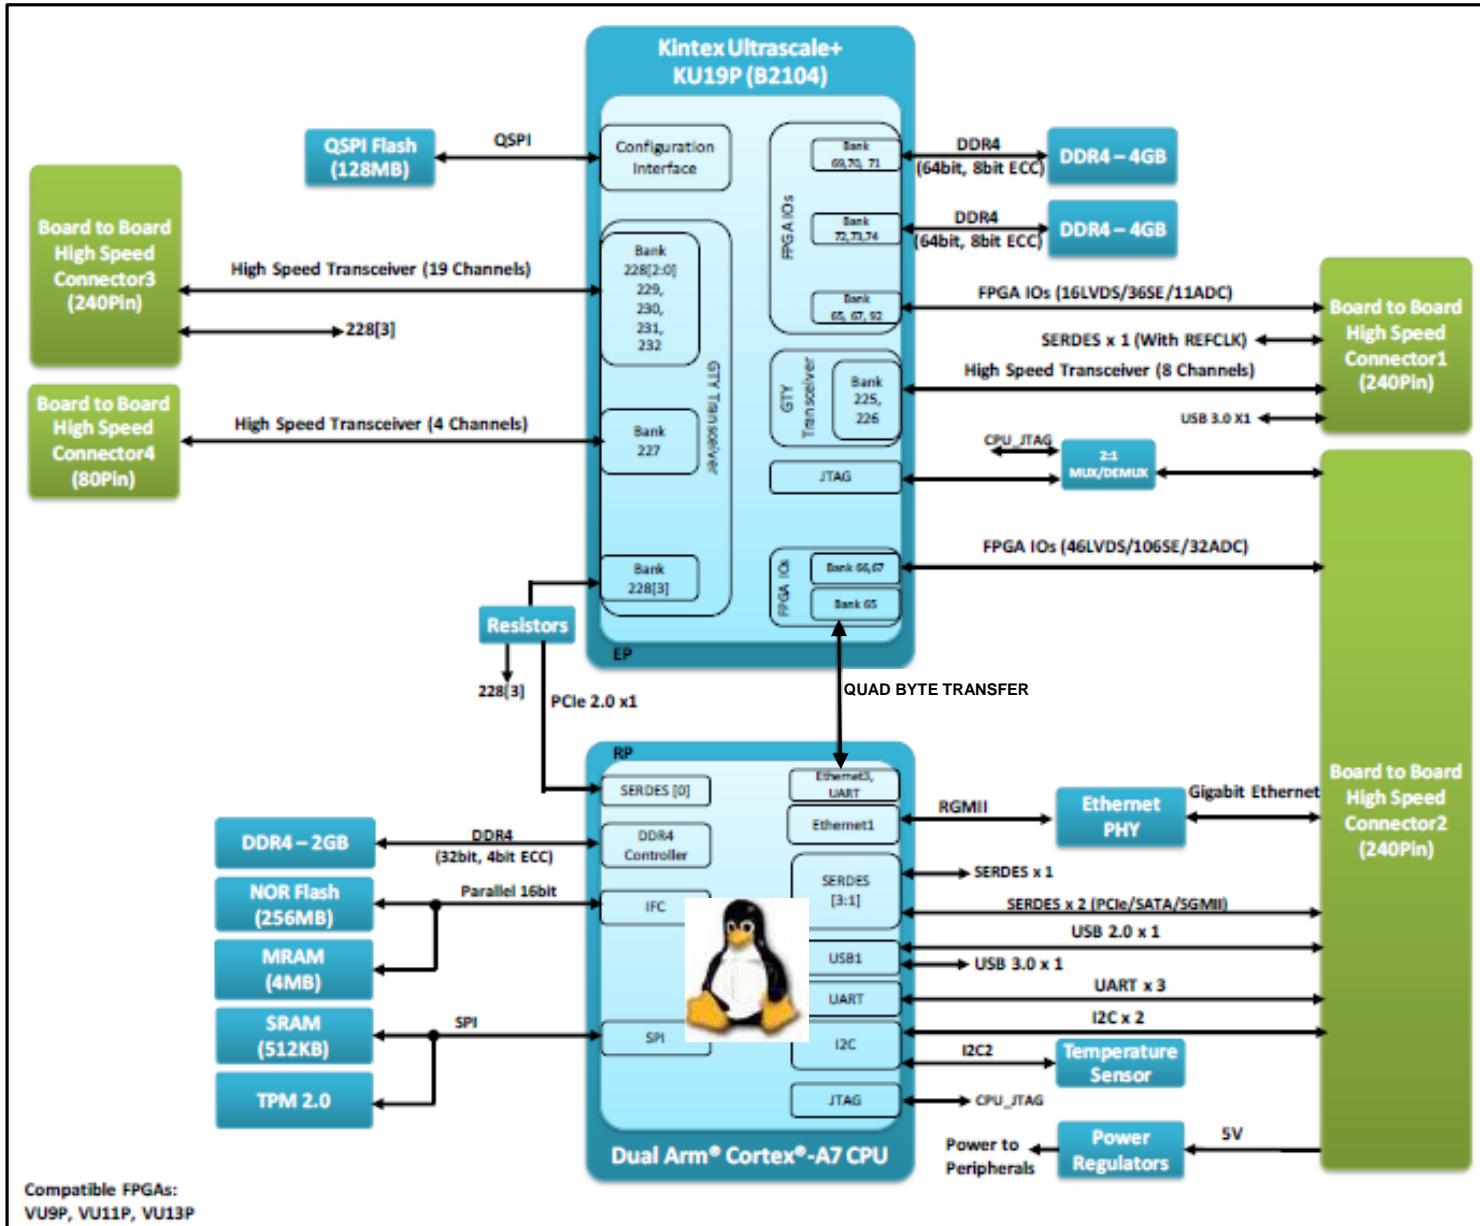 Kintex Ultrascale+
KU19P (B2104)
QSPI Flash
(128MB)
QSPI
Configuration
Interface
Bank
69,70, 71
DDR4
(64bit, 8bit ECC)
DDR4 – 4GB
Bank
72,73,74
DDR4
(64bit, 8bit ECC)
DDR4 – 4GB
FPGA IOs
Bank
65, 67, 92
Board to Board
High Speed
Connector3
(240Pin)
High Speed Transceiver (19 Channels)
228[3]
Bank
228[2:0]
229,
230,
231,
232
GTY Transceiver
FPGA IOs (16LVDS/36SE/11ADC)
SERDES x 1 (With REFCLK)
High Speed Transceiver (8 Channels)
USB 3.0 X1
Board to Board
High Speed
Connector1
(240Pin)
GTY
Transceiver
Bank
225,
226
Board to Board
High Speed
Connector4
(80Pin)
High Speed Transceiver (4 Channels)
Bank
227
CPU_JTAG
2:1
MUX/DEMUX
JTAG
FPGA IOs (46LVDS/106SE/32ADC)
FPGA IOs
Bank 66,67
Bank 65
Bank
228[3]
Resistors
228[3]
PCIe 2.0 x1
EP
QUAD BYTE TRANSFER
RP
SERDES [0]
Ethernet3,
UART
Ethernet1
RGMII
Ethernet
PHY
Gigabit Ethernet
Board to Board
High Speed
Connector2
(240Pin)
DDR4 – 2GB
DDR4
(32bit, 4bit ECC)
DDR4
Controller
SERDES
[3:1]
SERDES x 1
SERDES x 2 (PCIe/SATA/SGMII)
NOR Flash
(256MB)
Parallel 16bit
IFC
MRAM
(4MB)
USB1
USB 2.0 x 1
USB 3.0 x 1
UART
UART x 3
SRAM
(512KB)
SPI
SPI
I2C
I2C x 2
I2C2
Temperature
Sensor
TPM 2.0
JTAG
CPU_JTAG
Dual Arm® Cortex®-A7 CPU
Power to
Peripherals
Power
Regulators
5V
Compatible FPGAs:
VU9P, VU11P, VU13P